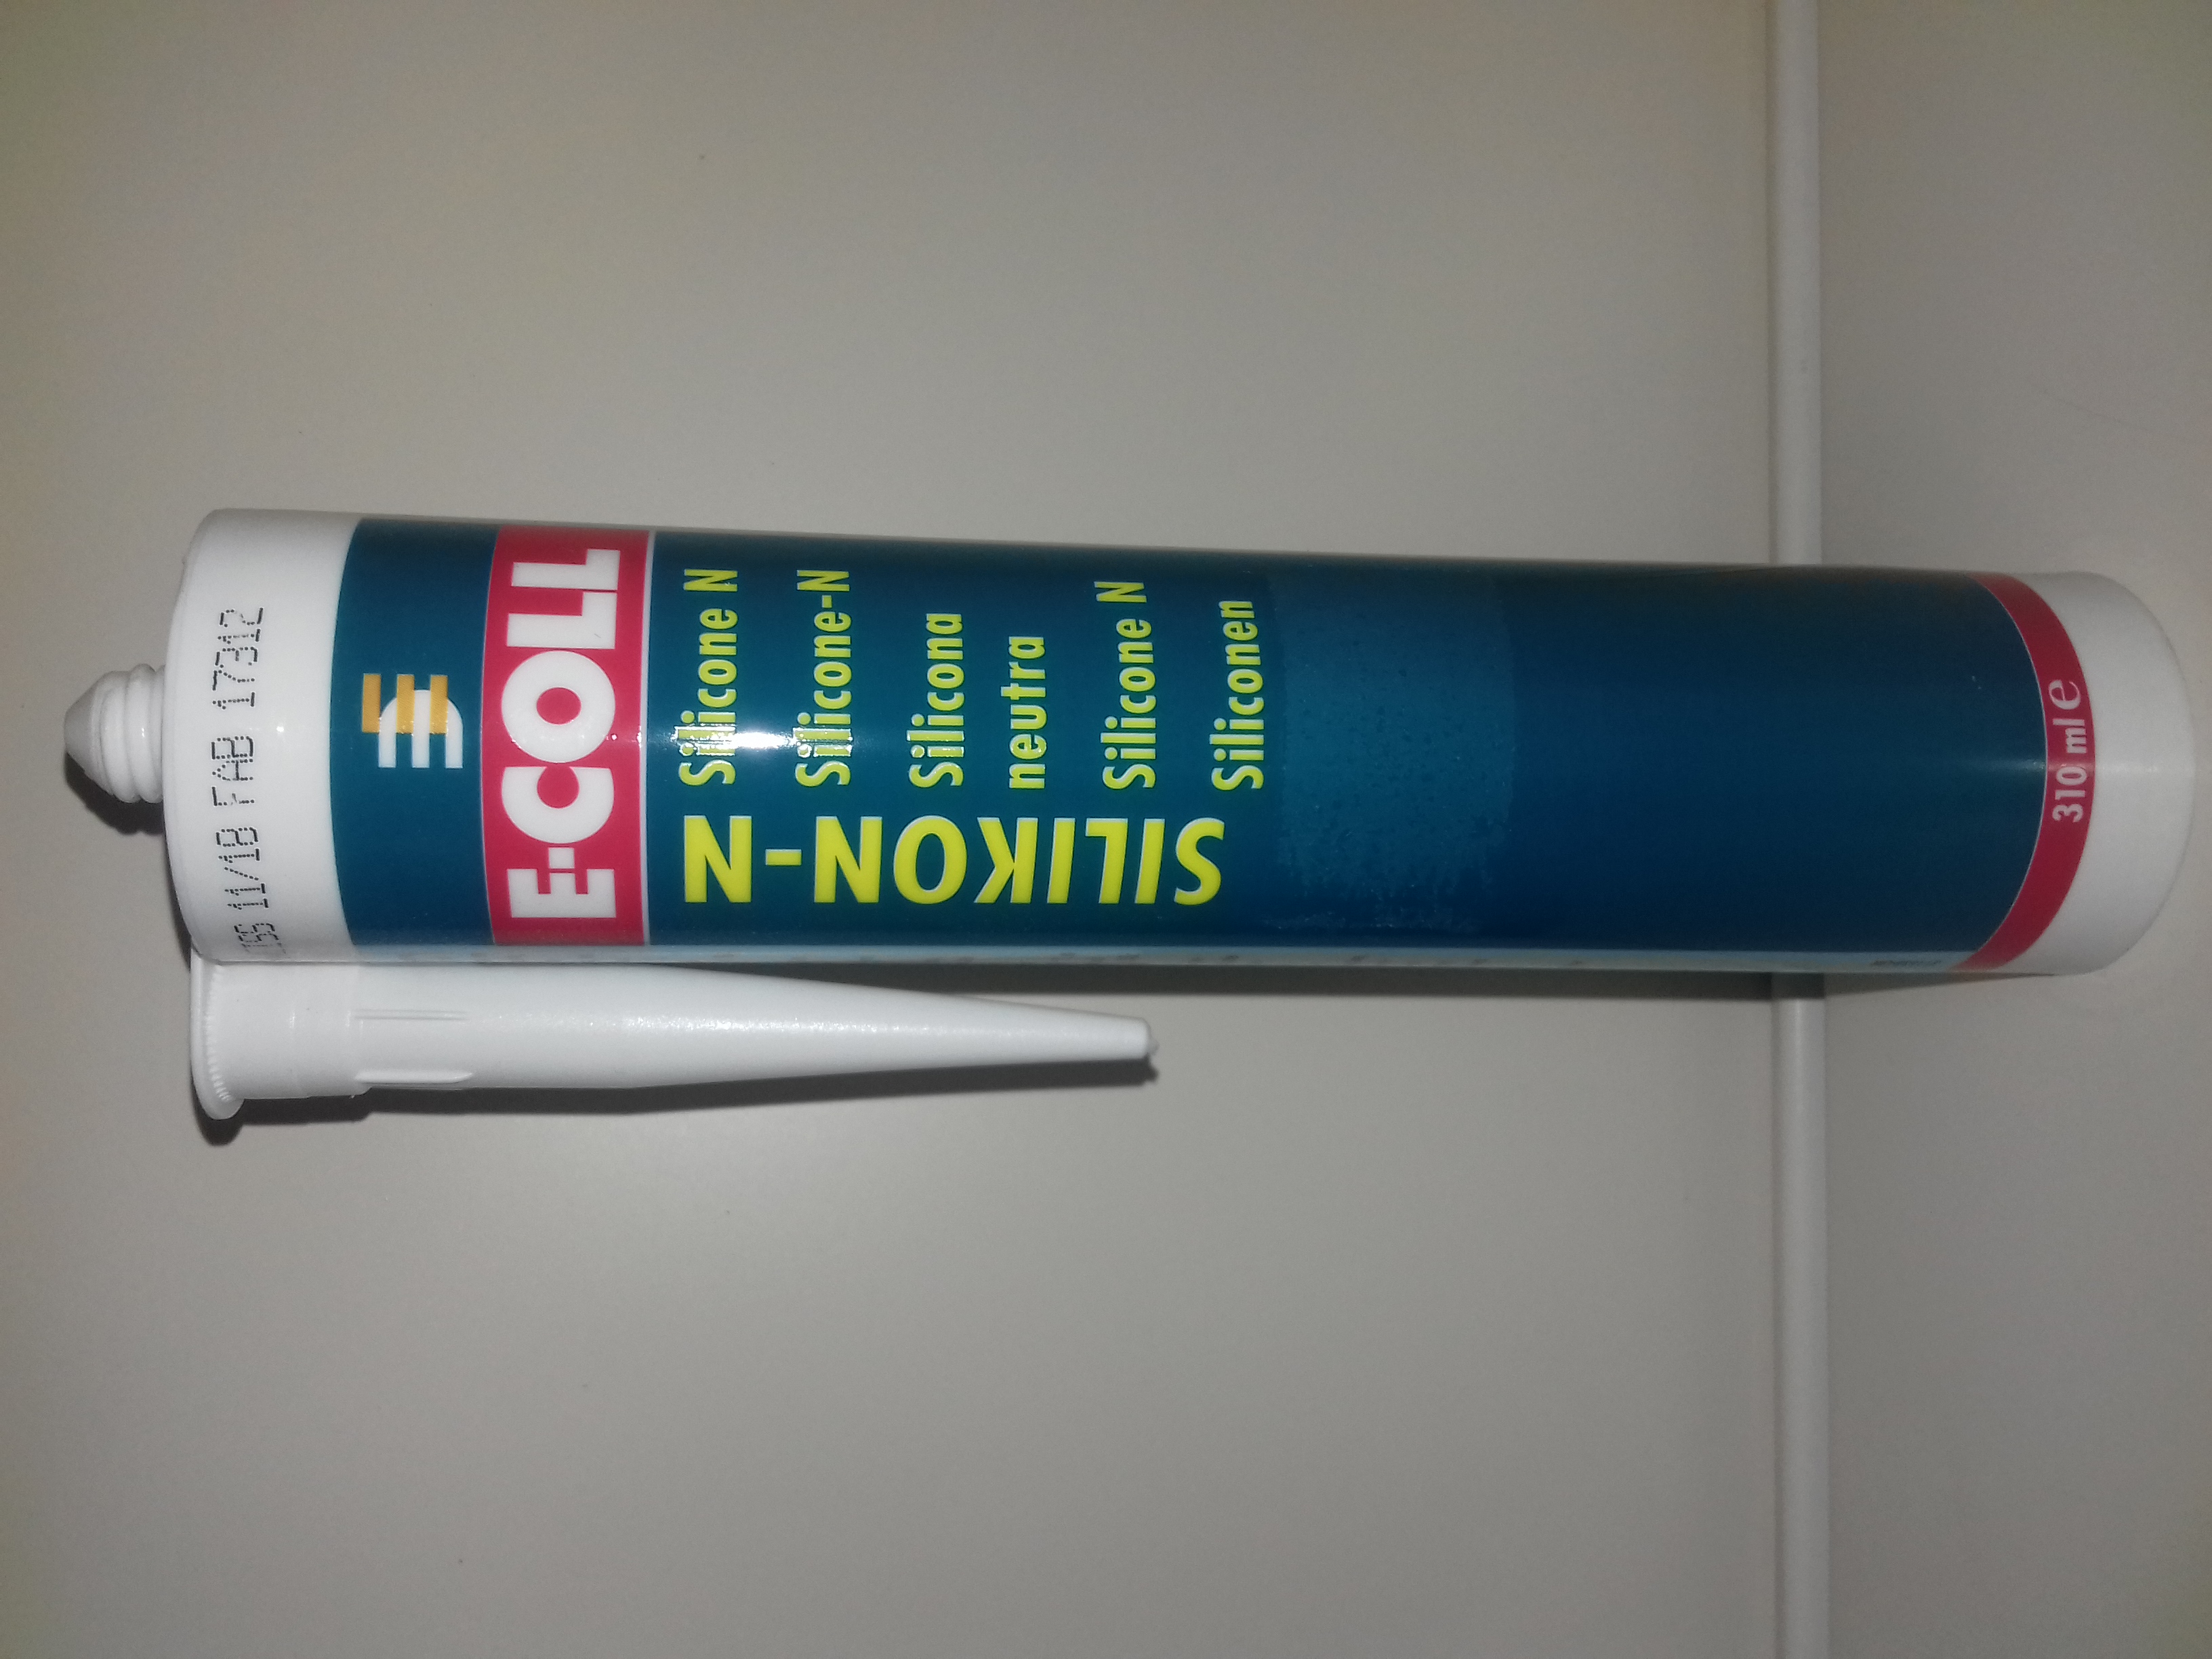 11/18 FAB 17312
E-COLL
SILIKON-N
Silicone N
Silicone-N
Silicona
neutra
Silicone N
Siliconen
310 ml e